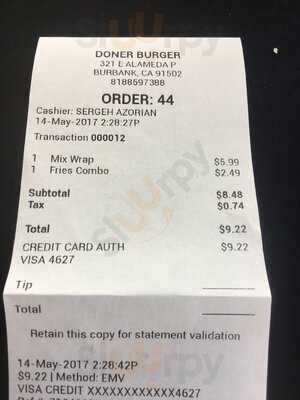 DONER BURGER
321 E ALAMEDA P
BURBANK, CA 91502
8188597388
ORDER: 44
Cashier: SERGEH AZORIAN
14-May-2017 2:28:27P
Transaction 000012
1 Mix Wrap $5.99
1 Fries Combo $2.49
Subtotal $8.48
Tax $0.74
Total $9.22
CREDIT CARD AUTH $9.22
VISA 4627
Tip
Total
Retain this copy for statement validation
14-May-2017 2:28:42P
$9.22 | Method: EMV
VISA CREDIT XXXXXXXXXXXX4627